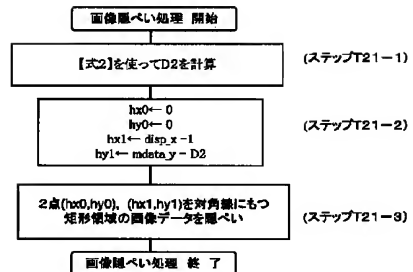 画像隠ぺい処理 開始
【式2】を使ってD2を計算
(ステップT21-1)
hx0← 0
hy0← 0
hx1← disp_x -1
hy1← mdata_y - D2
(ステップT21-2)
2点(hx0,hy0), (hx1,hy1)を対角線にもつ
矩形領域の画像データを隠ぺい
(ステップT21-3)
画像隠ぺい処理 終 了